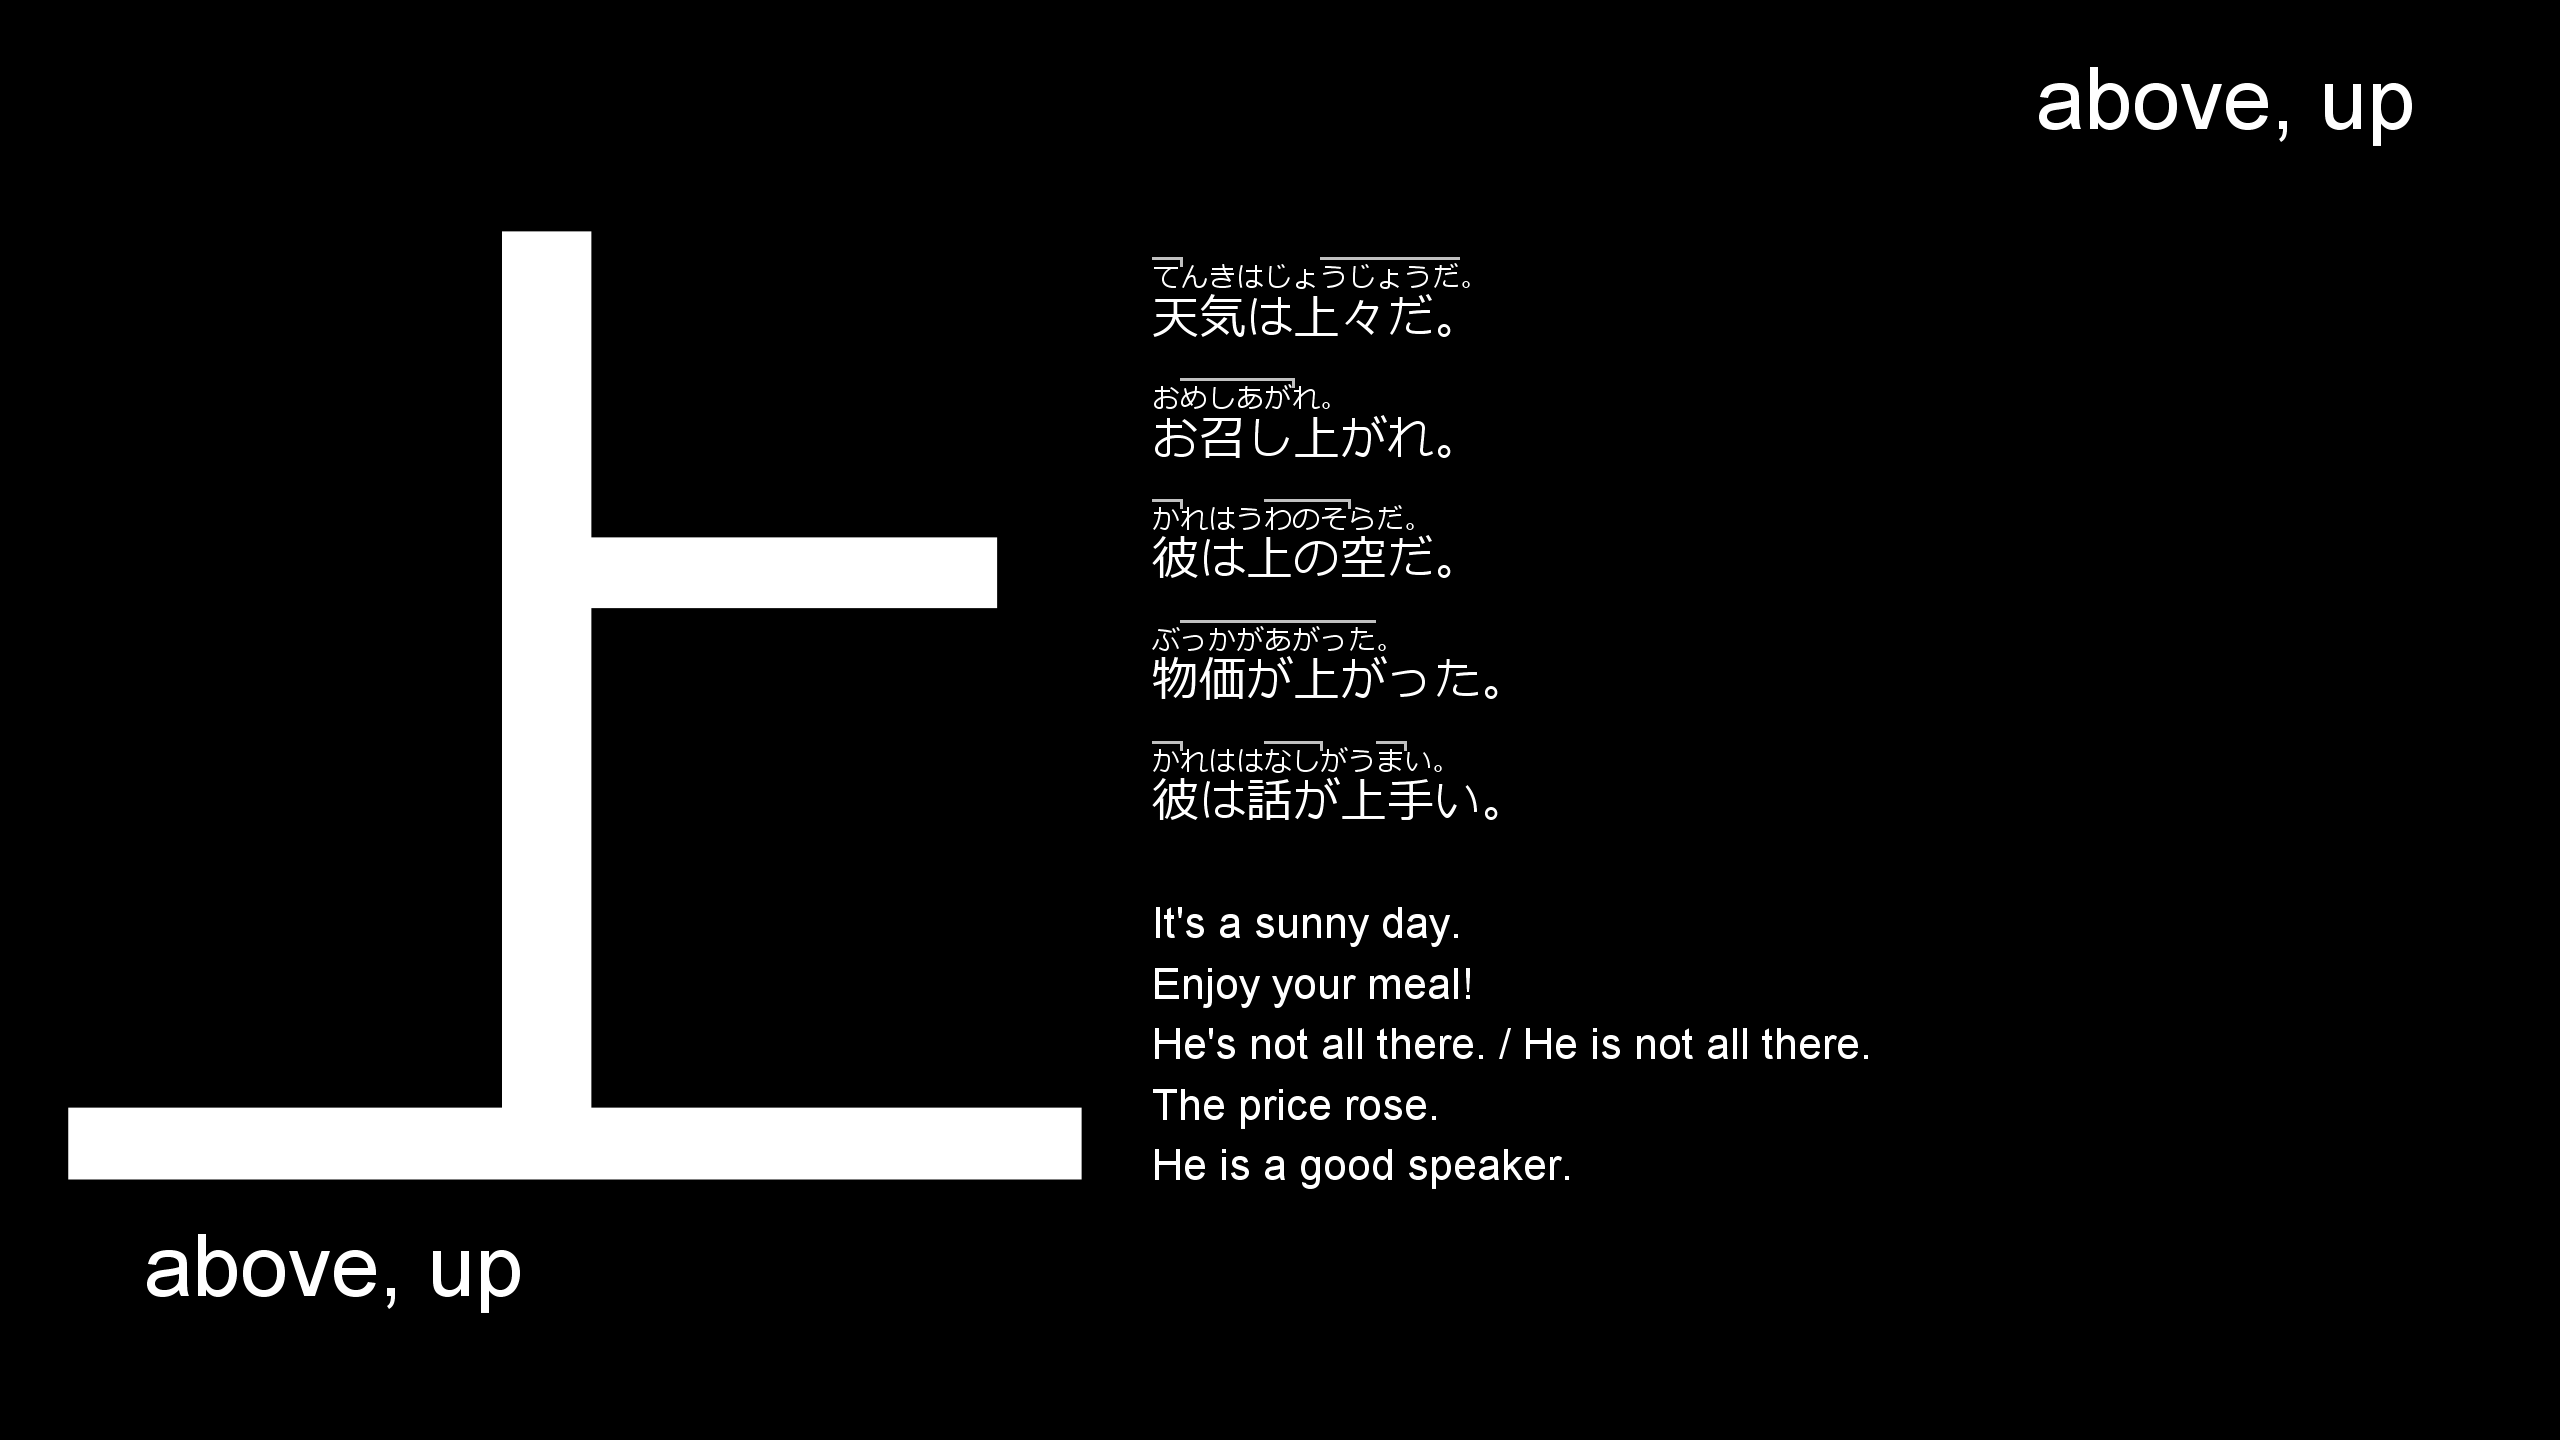 above, up
上
above, up
てんきはじょうじょうだ。
天気は上々だ。
おめしあがれ。
お召し上がれ。
かれはうわのそらだ。
彼は上の空だ。
ぶっかがあがった。
物価が上がった。
かれははなしがうまい。
彼は話が上手い。
It's a sunny day.
Enjoy your meal!
He's not all there. / He is not all there.
The price rose.
He is a good speaker.